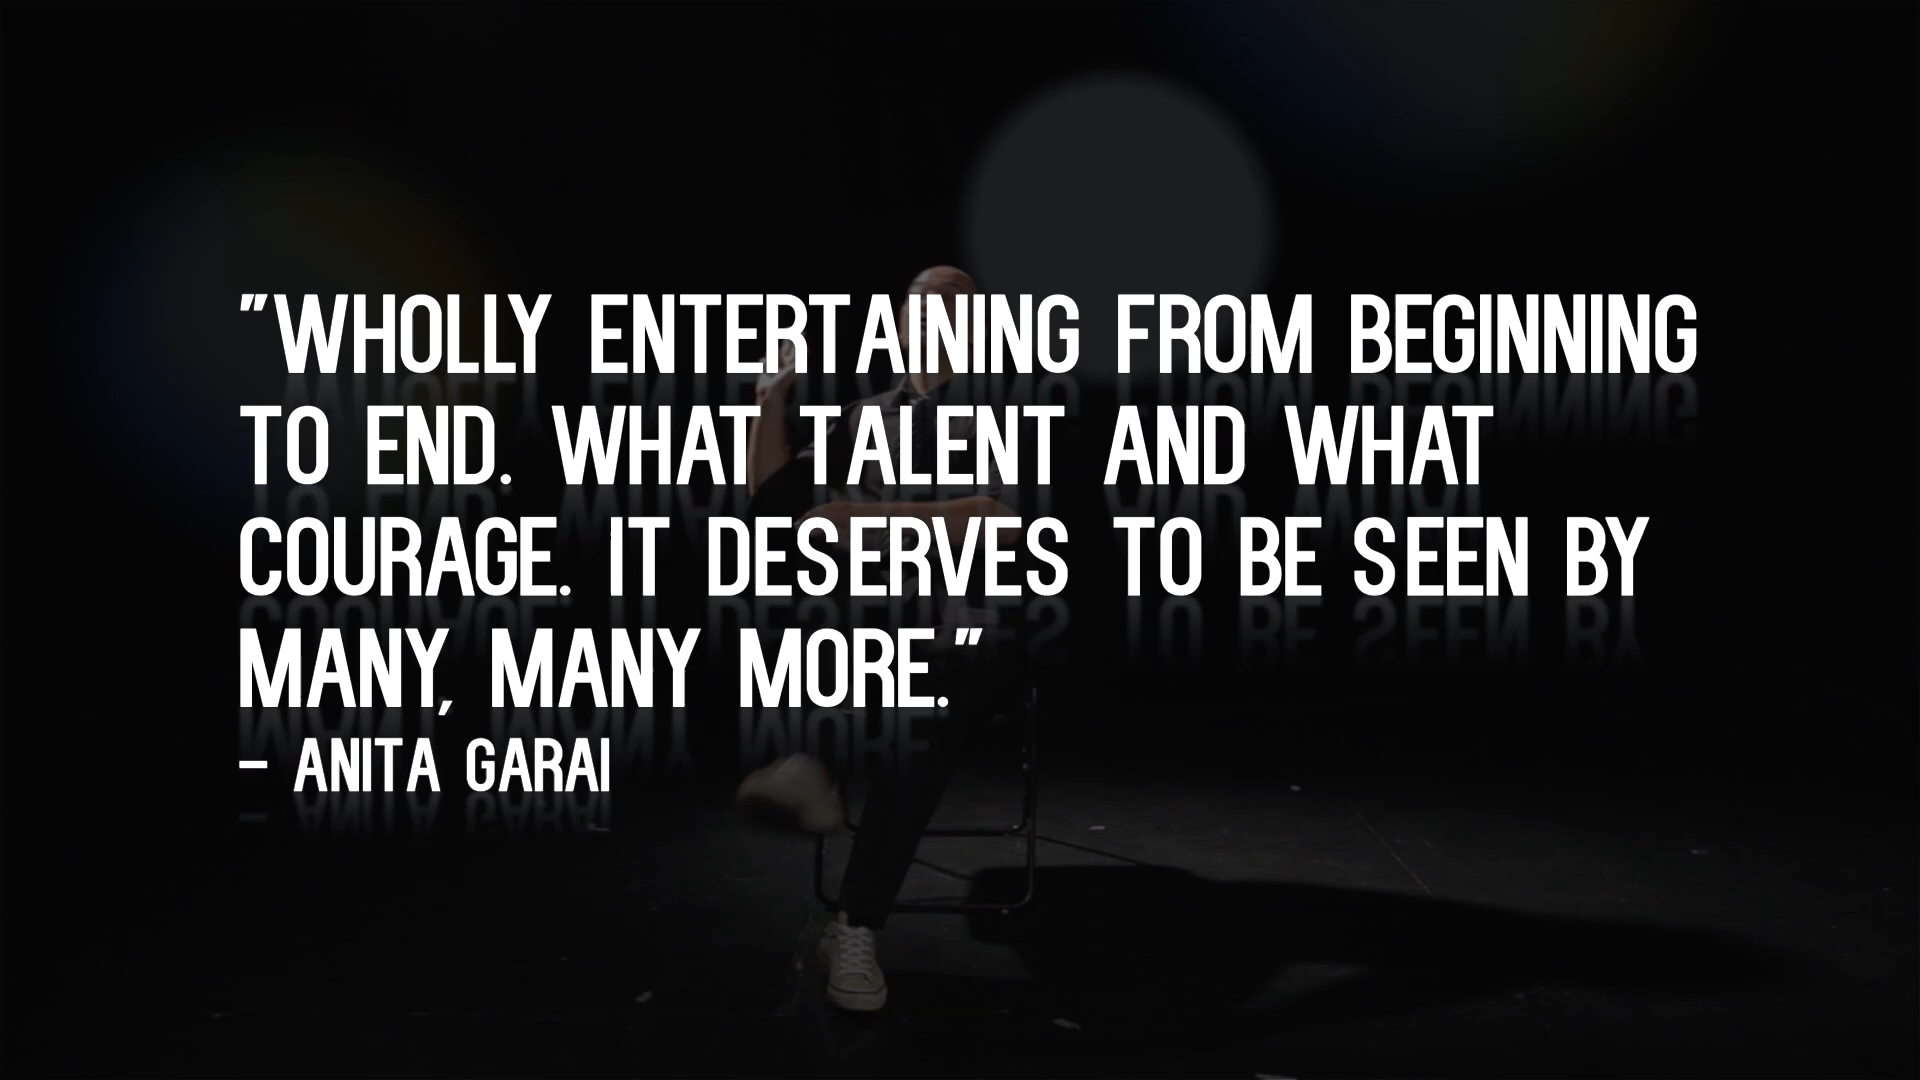 "WHOLLY ENTERTAINING FROM BEGINNING
TO END. WHAT TALENT AND WHAT
COURAGE. IT DESERVES TO BE SEEN BY
MANY, MANY MORE."
– ANITA GARAI